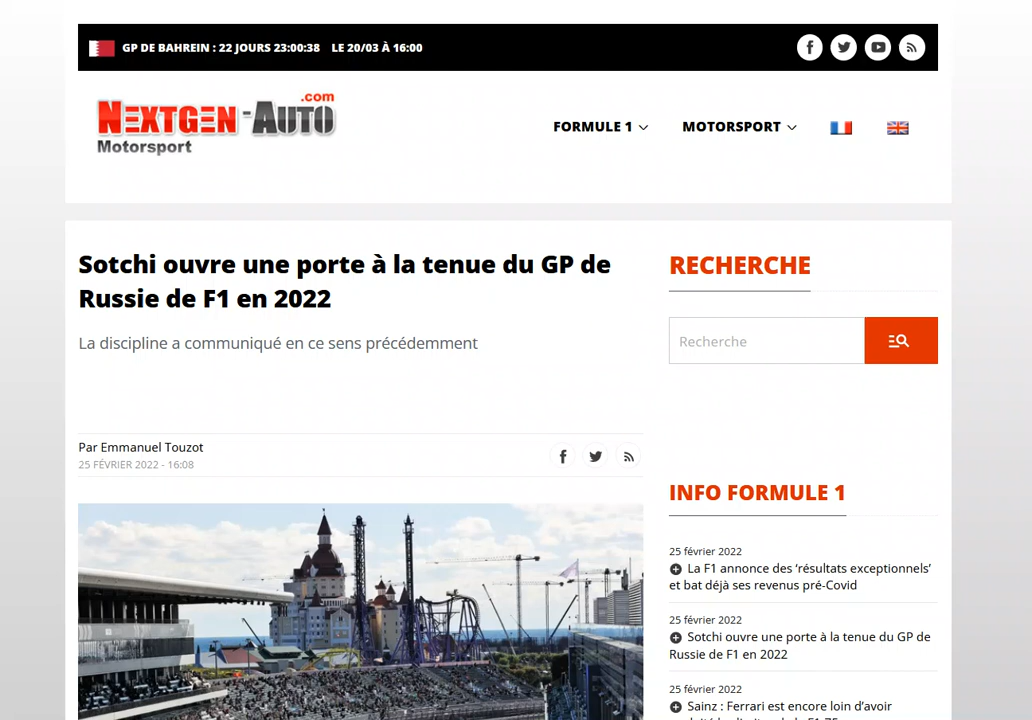 GP DE BAHREIN : 22 JOURS 23:00:38 LE 20/03 À 16:00
NEXTGEN-AUTO.com
Motorsport
FORMULE 1
MOTORSPORT
Sotchi ouvre une porte à la tenue du GP de
Russie de F1 en 2022
La discipline a communiqué en ce sens précédemment
Par Emmanuel Touzot
25 FÉVRIER 2022 - 16:08
RECHERCHE
Recherche
INFO FORMULE 1
25 février 2022
La F1 annonce des ‘résultats exceptionnels’
et bat déjà ses revenus pré-Covid
25 février 2022
Sotchi ouvre une porte à la tenue du GP de
Russie de F1 en 2022
25 février 2022
Sainz : Ferrari est encore loin d’avoir